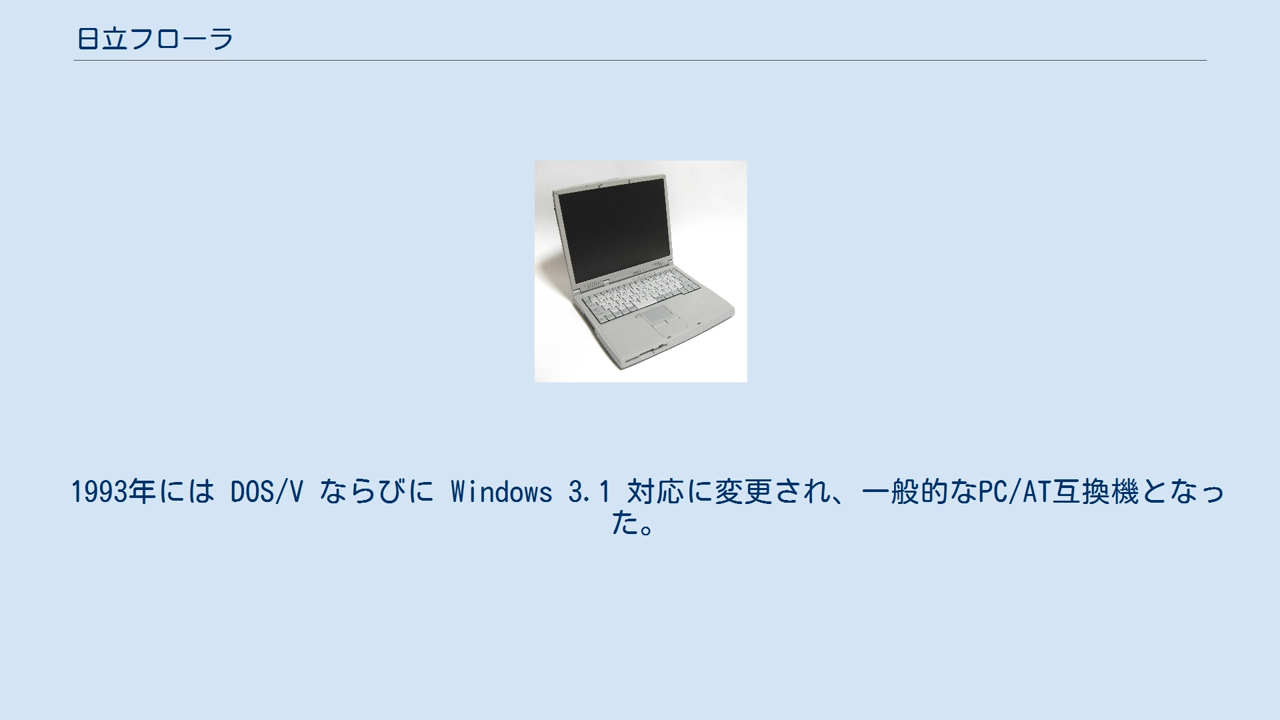 日立フローラ
1993年には DOS/V ならびに Windows 3.1 対応に変更され、一般的なPC/AT互換機となっ
た。